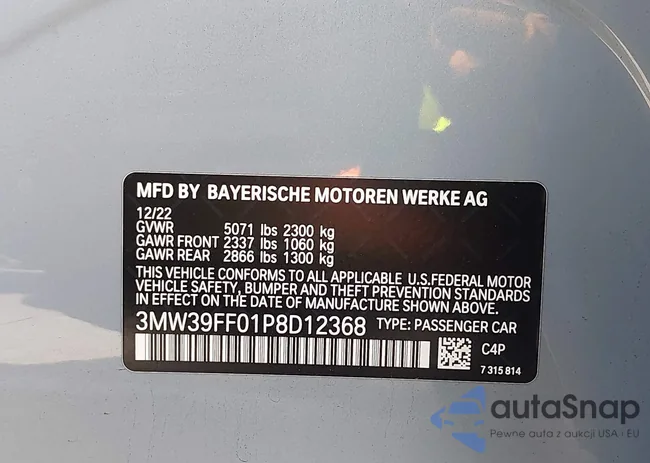 MFD BY BAYERISCHE MOTOREN WERKE AG
12/22
GVWR 5071 lbs 2300 kg
GAWR FRONT 2337 lbs 1060 kg
GAWR REAR 2866 lbs 1300 kg
THIS VEHICLE CONFORMS TO ALL APPLICABLE U.S.FEDERAL MOTOR
VEHICLE SAFETY, BUMPER AND THEFT PREVENTION STANDARDS
IN EFFECT ON THE DATE OF MANUFACTURE SHOWN ABOVE.
3MW39FF01P8D12368 TYPE: PASSENGER CAR
C4P
7 315 814
autaSnap
Pewne auta z aukcji USA - EU